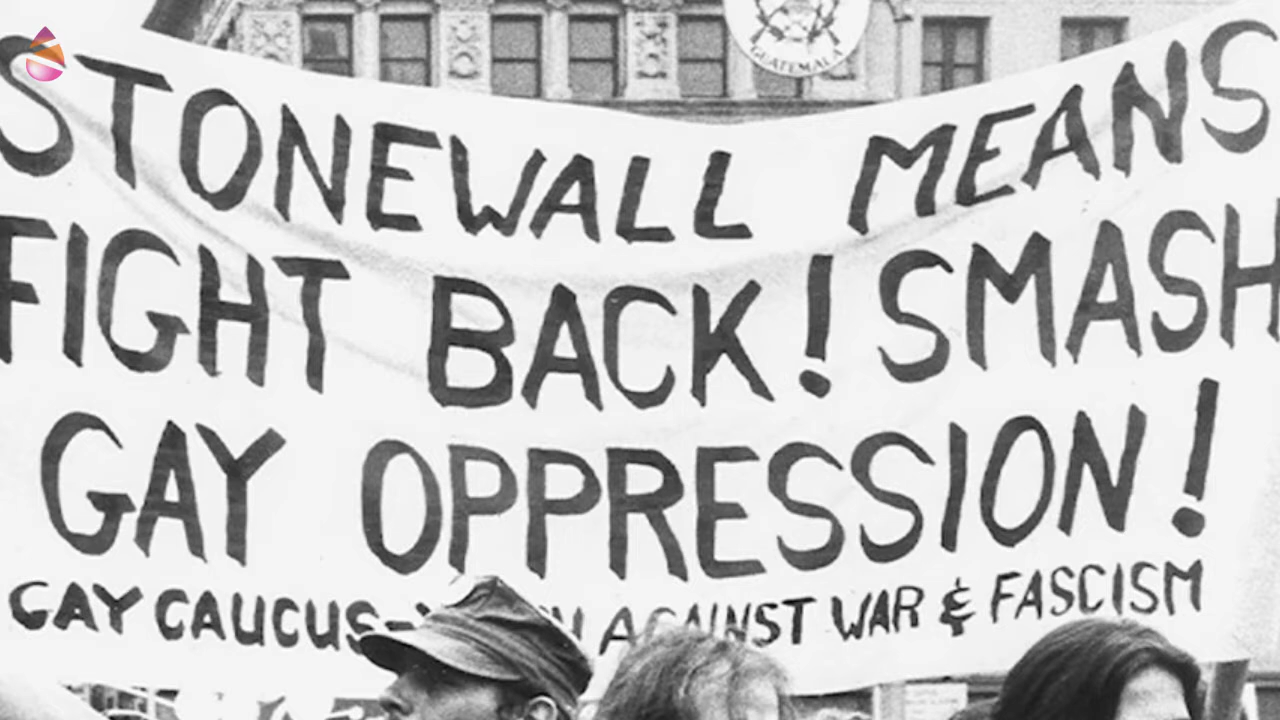 GUATEMALA
STONEWALL MEANS
FIGHT BACK! SMASH
GAY OPPRESSION!
GAY CAUCUS- AGAINST WAR & FASCISM